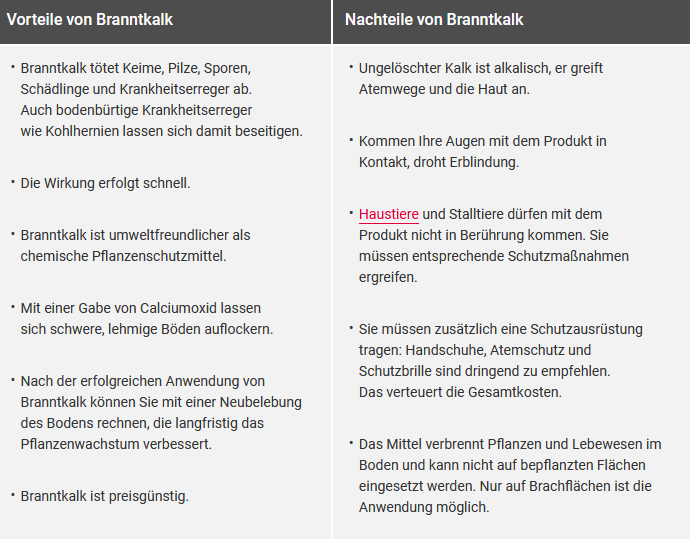 Vorteile von Branntkalk
Nachteile von Branntkalk
• Branntkalk tötet Keime, Pilze, Sporen,
Schädlinge und Krankheitserreger ab.
Auch bodenbürtige Krankheitserreger
wie Kohlhernien lassen sich damit beseitigen.
• Die Wirkung erfolgt schnell.
• Branntkalk ist umweltfreundlicher als
chemische Pflanzenschutzmittel.
• Mit einer Gabe von Calciumoxid lassen
sich schwere, lehmige Böden auflockern.
• Nach der erfolgreichen Anwendung von
Branntkalk können Sie mit einer Neubelebung
des Bodens rechnen, die langfristig das
Pflanzenwachstum verbessert.
• Branntkalk ist preisgünstig.
• Ungelöschter Kalk ist alkalisch, er greift
Atemwege und die Haut an.
• Kommen Ihre Augen mit dem Produkt in
Kontakt, droht Erblindung.
• Haustiere und Stalltiere dürfen mit dem
Produkt nicht in Berührung kommen. Sie
müssen entsprechende Schutzmaßnahmen
ergreifen.
• Sie müssen zusätzlich eine Schutzausrüstung
tragen: Handschuhe, Atemschutz und
Schutzbrille sind dringend zu empfehlen.
Das verteuert die Gesamtkosten.
• Das Mittel verbrennt Pflanzen und Lebewesen im
Boden und kann nicht auf bepflanzten Flächen
eingesetzt werden. Nur auf Brachflächen ist die
Anwendung möglich.